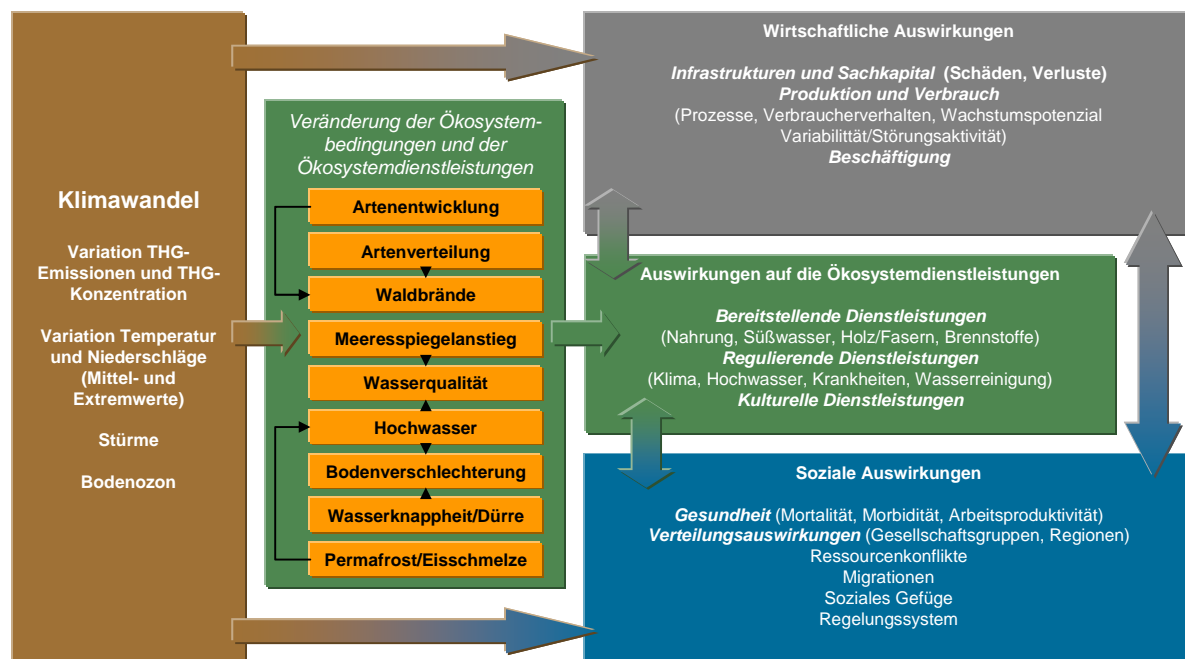 Klimawandel
Variation THG-
Emissionen und THG-
Konzentration
Variation Temperatur
und Niederschläge
(Mittel- und
Extremwerte)
Stürme
Bodenozon
Veränderung der Ökosystem-
bedingungen und der
Ökosystemdienstleistungen
Artenentwicklung
Artenverteilung
Waldbrände
Meeresspiegelanstieg
Wasserqualität
Hochwasser
Bodenverschlechterung
Wasserknappheit/Dürre
Permafrost/Eisschmelze
Wirtschaftliche Auswirkungen
Infrastrukturen und Sachkapital (Schäden, Verluste)
Produktion und Verbrauch
(Prozesse, Verbraucherverhalten, Wachstumspotenzial
Variabilittät/Störungsaktivität)
Beschäftigung
Auswirkungen auf die Ökosystemdienstleistungen
Bereitstellende Dienstleistungen
(Nahrung, Süßwasser, Holz/Fasern, Brennstoffe)
Regulierende Dienstleistungen
(Klima, Hochwasser, Krankheiten, Wasserreinigung)
Kulturelle Dienstleistungen
Soziale Auswirkungen
Gesundheit (Mortalität, Morbidität, Arbeitsproduktivität)
Verteilungsauswirkungen (Gesellschaftsgruppen, Regionen)
Ressourcenkonflikte
Migrationen
Soziales Gefüge
Regelungssystem